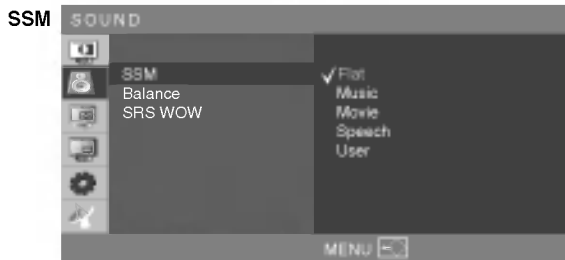 SSM
SOUND
SSM
Balance
SRS WOW
✓Flat
Music
Movie
Speech
User
MENU